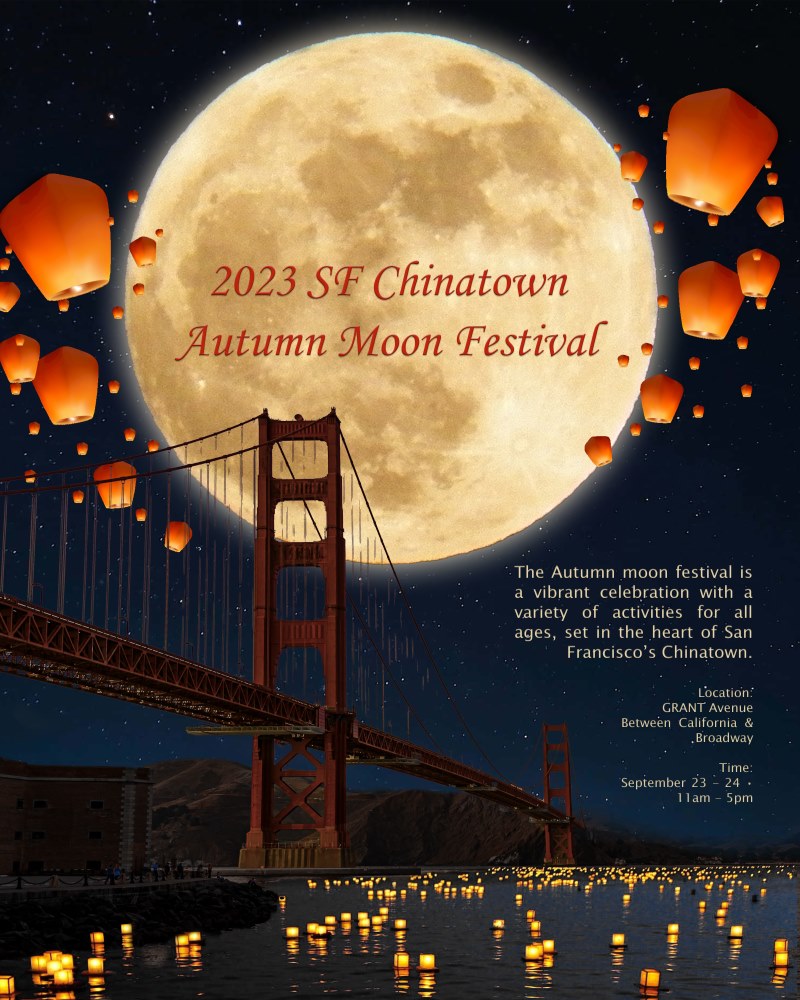 2023 SF Chinatown
Autumn Moon Festival
The Autumn moon festival is
a vibrant celebration with a
variety of activities for all
ages, set in the heart of San
Francisco's Chinatown.
Location:
GRANT Avenue
Between California &
Broadway
Time:
September 23 - 24 •
11am - 5pm